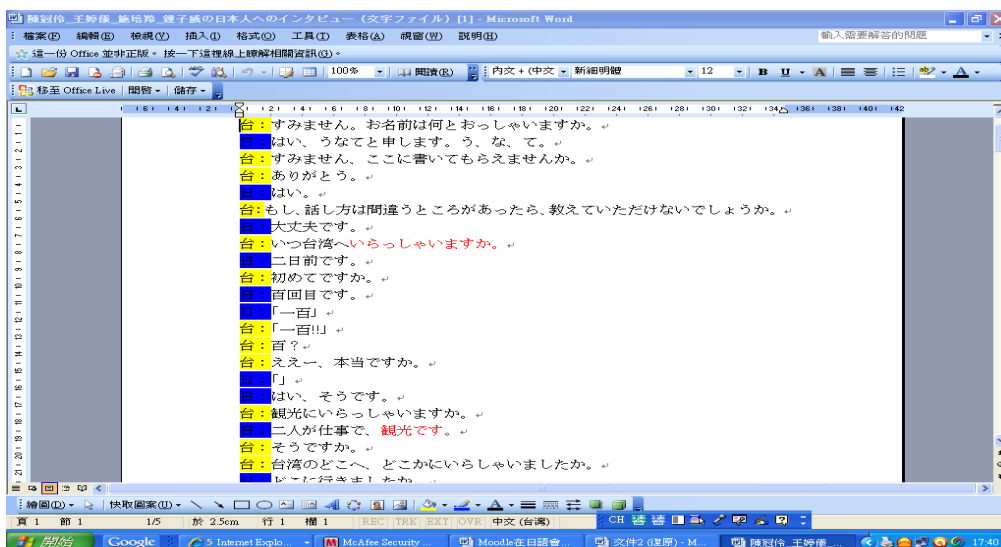 陳冠伶_王婷儀_施培羚_鍾子葳の日本人へのインタビュー（文字ファイル）[1] - Microsoft Word
檔案(F) 編輯(E) 檢視(V) 插入(I) 格式(O) 工具(T) 表格(A) 視窗(W) 說明(H) 輸入需要解答的問題
這一份 Office 並非正版。按一下這裡線上瞭解相關資訊(G)。
100% 閱讀(R) 內文 + (中文 新細明體 12 B U A A
移至 Office Live 開啟 儲存
台：すみません。お名前は何とおっしゃいますか。
日：はい、うなてと申します。う、な、て。
台：すみません、ここに書いてもらえませんか。
台：ありがとう。
日：はい。
台：もし、話し方は間違うところがあったら、教えていただけないでしょうか。
日：大丈夫です。
台：いつ台湾へいらっしゃいますか。
日：二日前です。
台：初めてですか。
日：百回目です。
日：「一百」
台：「一百!!」
台：百？
台：ええー、本当ですか。
日：「」
日：はい、そうです。
台：観光にいらっしゃいますか。
日：二人が仕事で、観光です。
台：そうですか。
台：台湾のどこへ、どこかにいらしゃいましたか。
日：どこに行きましたか
繪圖(D) 快取圖案(U)
頁 1 節 1 1/5 於 2.5cm 行 1 欄 1 REC TRK EXT OVR 中文 (台灣) CH
開始 Google 5 Internet Explo... McAfee Security ... Moodle在日語會... 文件2 (復原) - M... 陳冠伶_王婷儀_... 17:40